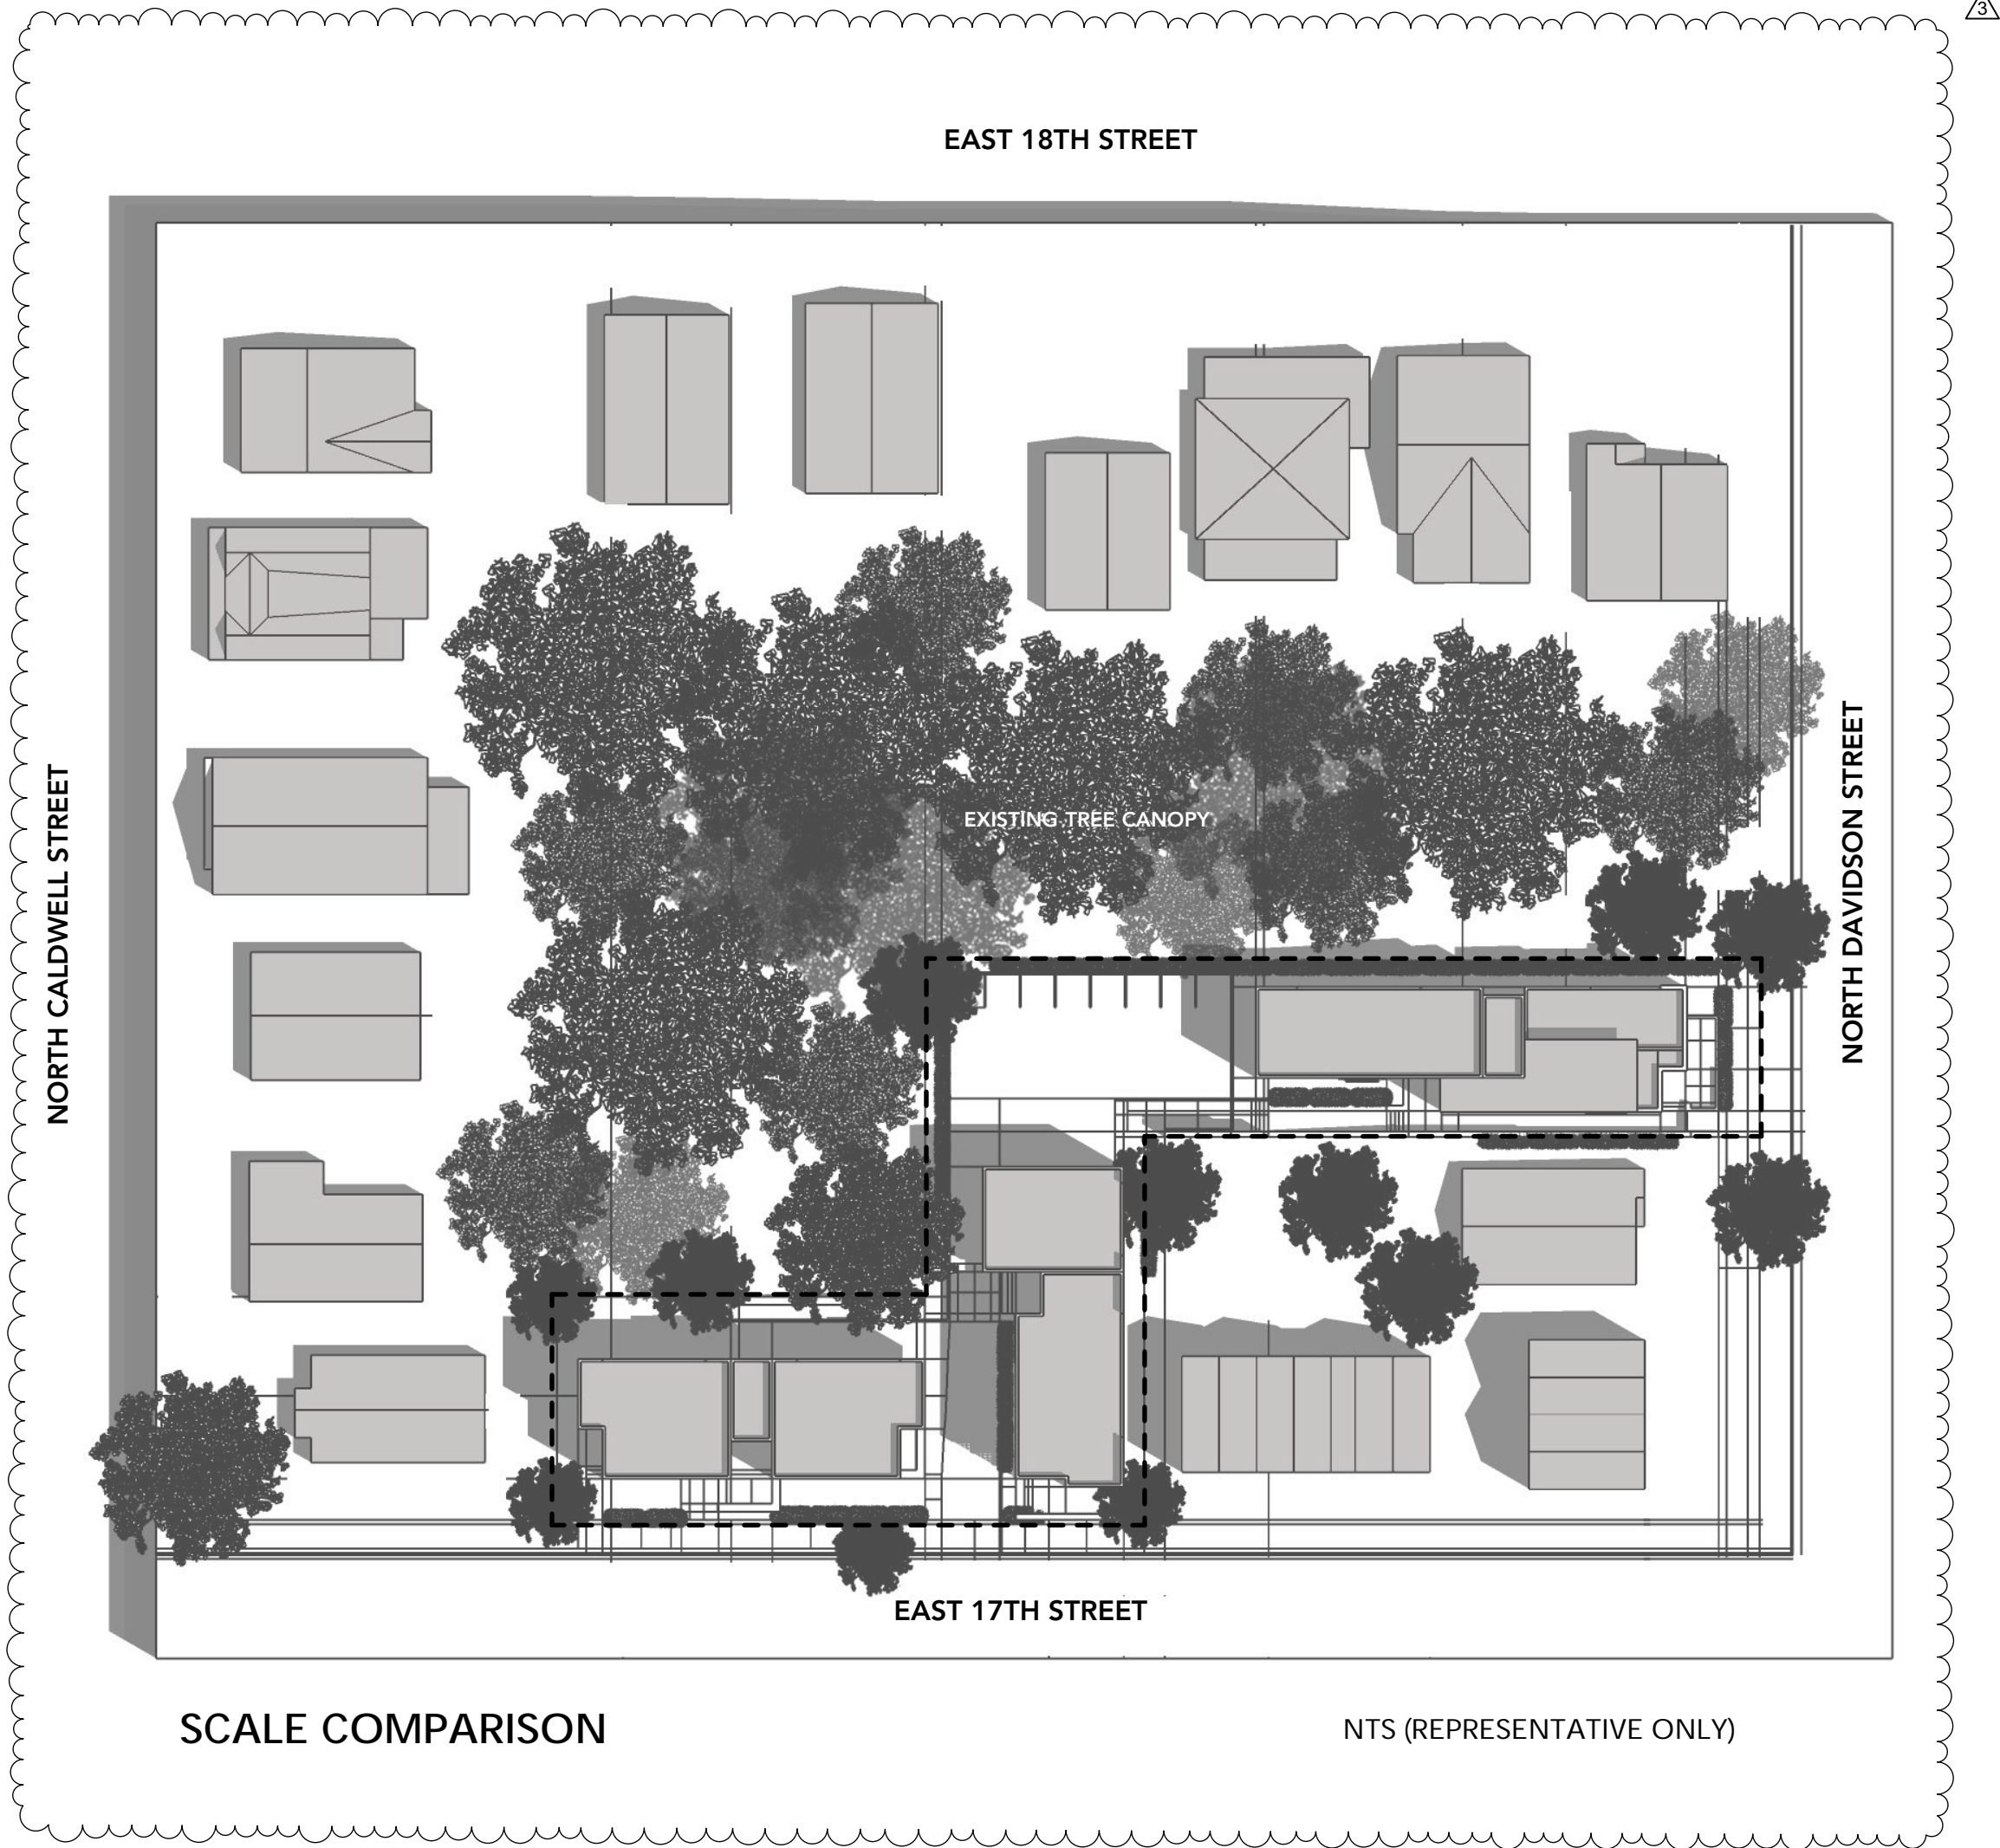 3
EAST 18TH STREET
NORTH CALDWELL STREET
EXISTING TREE CANOPY
NORTH DAVIDSON STREET
EAST 17TH STREET
SCALE COMPARISON
NTS (REPRESENTATIVE ONLY)